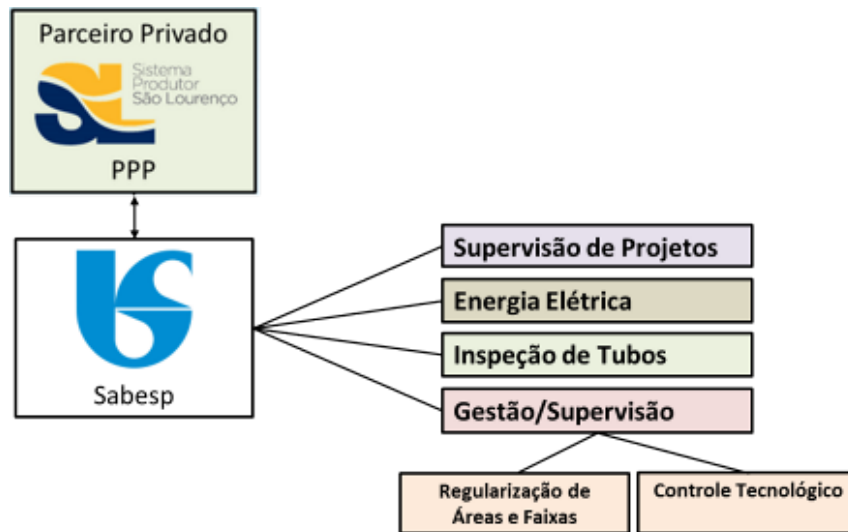 Parceiro Privado
SL
Sistema
Produtor
São Lourenço
PPP
Sabesp
Supervisão de Projetos
Energia Elétrica
Inspeção de Tubos
Gestão/Supervisão
Regularização de
Áreas e Faixas
Controle Tecnológico